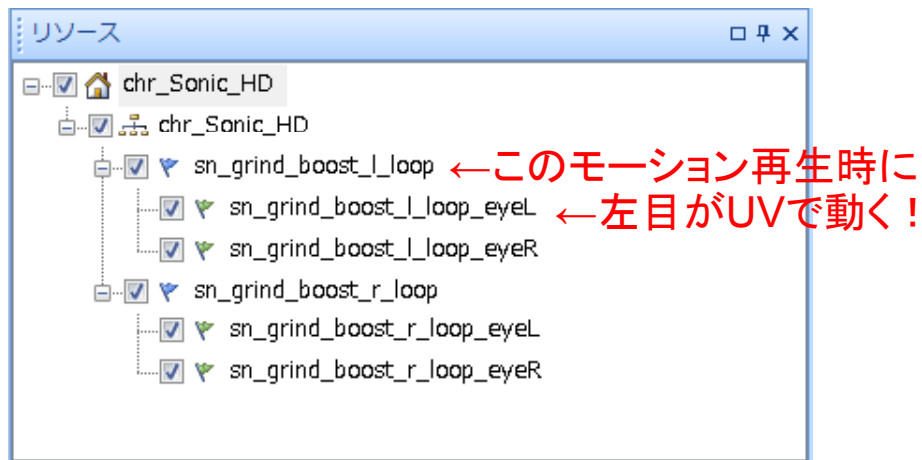 リソース
chr_Sonic_HD
chr_Sonic_HD
sn_grind_boost_l_loop ←このモーション再生時に
sn_grind_boost_l_loop_eyeL ←左目がUVで動く！
sn_grind_boost_l_loop_eyeR
sn_grind_boost_r_loop
sn_grind_boost_r_loop_eyeL
sn_grind_boost_r_loop_eyeR